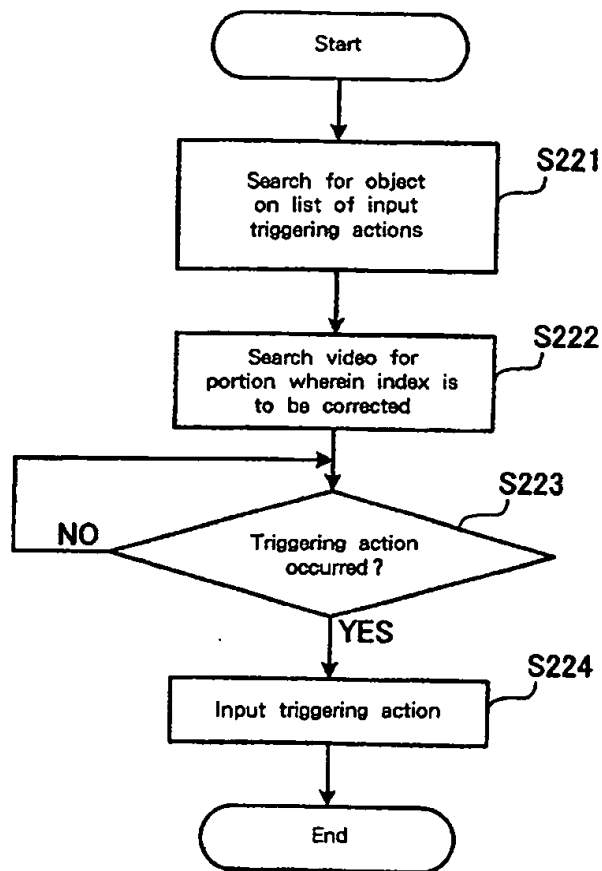 Start
S221
Search for object
on list of input
triggering actions
S222
Search video for
portion wherein index is
to be corrected
S223
NO
Triggering action
occurred?
YES
S224
Input triggering action
End